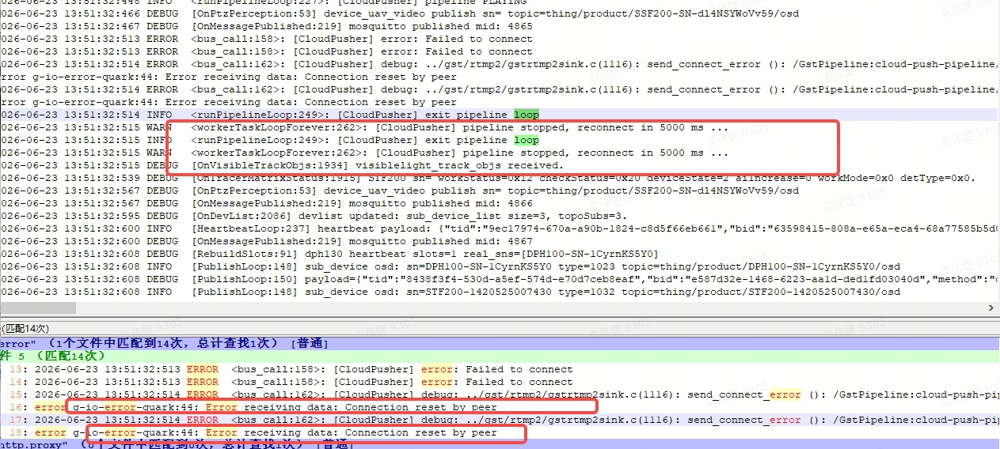 026-06-23 13:51:32:448 INFO <runPipelineLoop:227>: [CloudPusher] pipeline PLAYING
026-06-23 13:51:32:466 DEBUG [OnPtzPerception:53] device_uav_video publish sn= topic=thing/product/SSF200-SN-dl4NSYWoVv59/osd
026-06-23 13:51:32:467 DEBUG [OnMessagePublished:219] mosquitto published mid: 4865
026-06-23 13:51:32:513 ERROR <bus_call:158>: [CloudPusher] error: Failed to connect
026-06-23 13:51:32:513 ERROR <bus_call:158>: [CloudPusher] error: Failed to connect
026-06-23 13:51:32:514 ERROR <bus_call:162>: [CloudPusher] debug: ../gst/rtmp2/gstrtmp2sink.c(1116): send_connect_error (): /GstPipeline:cloud-push-pipeline/
rror g-io-error-quark:44: Error receiving data: Connection reset by peer
026-06-23 13:51:32:514 ERROR <bus_call:162>: [CloudPusher] debug: ../gst/rtmp2/gstrtmp2sink.c(1116): send_connect_error (): /GstPipeline:cloud-push-pipeline/
rror g-io-error-quark:44: Error receiving data: Connection reset by peer
026-06-23 13:51:32:514 INFO <runPipelineLoop:249>: [CloudPusher] exit pipeline loop
026-06-23 13:51:32:515 WARN <workerTaskLoopForever:262>: [CloudPusher] pipeline stopped, reconnect in 5000 ms ...
026-06-23 13:51:32:515 INFO <runPipelineLoop:249>: [CloudPusher] exit pipeline loop
026-06-23 13:51:32:515 WARN <workerTaskLoopForever:262>: [CloudPusher] pipeline stopped, reconnect in 5000 ms ...
026-06-23 13:51:32:515 DEBUG [OnVisibleTrackObjs:1934] visiblelight_track_objs received.
026-06-23 13:51:32:539 DEBUG [OnTracerMatrixStatus:1915] STF200 sn= workStatus=0x12 checkStatus=0x20 deviceState=2 ailncrease=0 workMode=0x0 detType=0x0.
026-06-23 13:51:32:567 DEBUG [OnPtzPerception:53] device_uav_video publish sn= topic=thing/product/SSF200-SN-dl4NSYWoVv59/osd
026-06-23 13:51:32:567 DEBUG [OnMessagePublished:219] mosquitto published mid: 4866
026-06-23 13:51:32:595 DEBUG [OnDevList:2086] devlist updated: sub_device_list size=3, topoSubs=3.
026-06-23 13:51:32:600 INFO [HeartbeatLoop:237] heartbeat payload: {"tid":"9ec17974-670a-a90b-1824-c8d5f66eb661","bid":"63598415-808a-e65a-eca4-68a77585b5d0
026-06-23 13:51:32:600 DEBUG [OnMessagePublished:219] mosquitto published mid: 4867
026-06-23 13:51:32:608 DEBUG [RebuildSlots:91] dph130 heartbeat slots=1 real_sns=[DPH100-SN-1CyrnKS5Y0]
026-06-23 13:51:32:608 INFO [PublishLoop:148] sub_device osd: sn=DPH100-SN-1CyrnKS5Y0 type=1023 topic=thing/product/DPH100-SN-1CyrnKS5Y0/osd
026-06-23 13:51:32:608 DEBUG [PublishLoop:150] payload={"tid":"8438f3f4-530d-a5ef-574d-e70d7ceb8eaf","bid":"e587d32e-1468-6223-aa1d-ded1fd03040d","method":"
026-06-23 13:51:32:608 INFO [PublishLoop:148] sub_device osd: sn=STF200-1420525007430 type=1032 topic=thing/product/STF200-1420525007430/osd
(匹配14次)
error" (1个文件中匹配到14次, 总计查找1次) [普通]
件 5 (匹配14次)
13: 2026-06-23 13:51:32:513 ERROR <bus_call:158>: [CloudPusher] error: Failed to connect
14: 2026-06-23 13:51:32:513 ERROR <bus_call:158>: [CloudPusher] error: Failed to connect
15: 2026-06-23 13:51:32:514 ERROR <bus_call:162>: [CloudPusher] debug: ../gst/rtmp2/gstrtmp2sink.c(1116): send_connect_error (): /GstPipeline:cloud-push-pip
16: error g-io-error-quark:44: Error receiving data: Connection reset by peer
17: 2026-06-23 13:51:32:514 ERROR <bus_call:162>: [CloudPusher] debug: ../gst/rtmp2/gstrtmp2sink.c(1116): send_connect_error (): /GstPipeline:cloud-push-pip
18: error g-io-error-quark:44: Error receiving data: Connection reset by peer
http.proxy" (0个文件中匹配到0次, 总计查找1次) [普通]